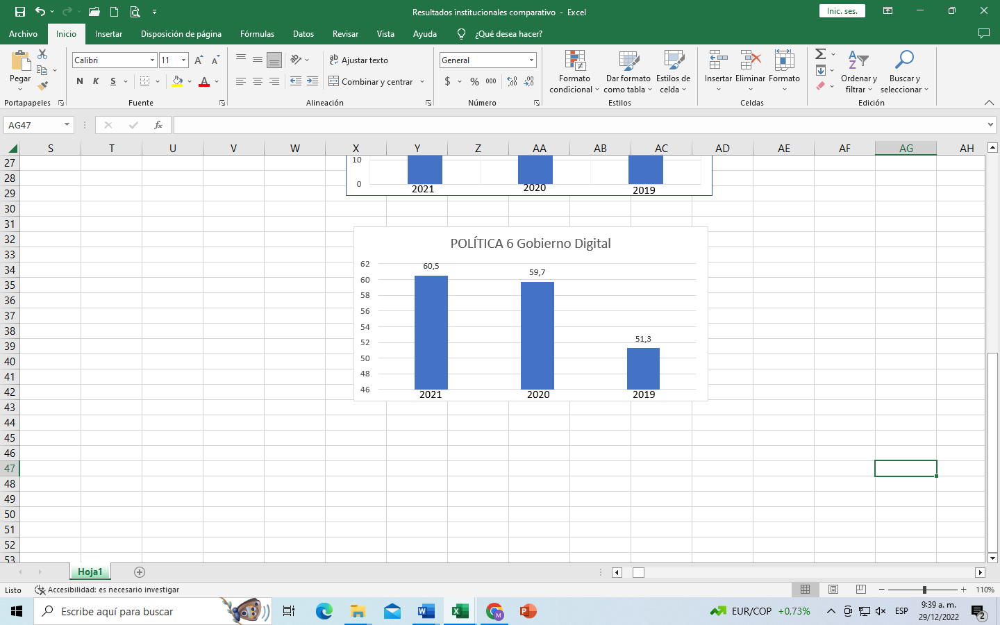 Resultados institucionales comparativo - Excel
Inic. ses.
Archivo Inicio Insertar Disposición de página Fórmulas Datos Revisar Vista Ayuda ¿Qué desea hacer?
Pegar
Calibri 11
N K S A
ab Ajustar texto
Combinar y centrar
General
$ % 000
Formato condicional
Dar formato como tabla
Estilos de celda
Insertar Eliminar Formato
Ordenar y filtrar
Buscar y seleccionar
Portapapeles Fuente Alineación Número Estilos Celdas Edición
AG47 fx
S T U V W X Y Z AA AB AC AD AE AF AG AH
27
28
29
30
31
32
33
34
35
36
37
38
39
40
41
42
43
44
45
46
47
48
49
50
51
52
53
10
0
2021 2020 2019
POLÍTICA 6 Gobierno Digital
62
60
58
56
54
52
50
48
46
60,5
59,7
51,3
2021 2020 2019
Hoja1
Listo Accesibilidad: es necesario investigar 110%
Escribe aquí para buscar
EUR/COP +0,73%
ESP
9:39 a. m.
29/12/2022
2